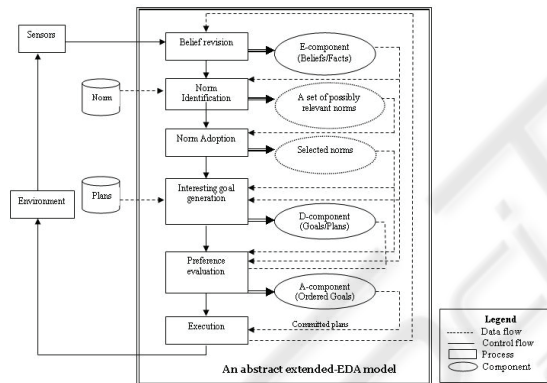 Sensors
Belief revision
E-component
(Beliefs/Facts)
Norm
Norm
Identification
A set of possibly
relevant norms
Norm Adoption
Selected norms
Environment
Plans
Interesting goal
generation
D-component
(Goals/Plans)
Preference
evaluation
A-component
(Ordered Goals)
Execution
Committed plans
An abstract extended-EDA model
Legend
Data flow
Control flow
Process
Component